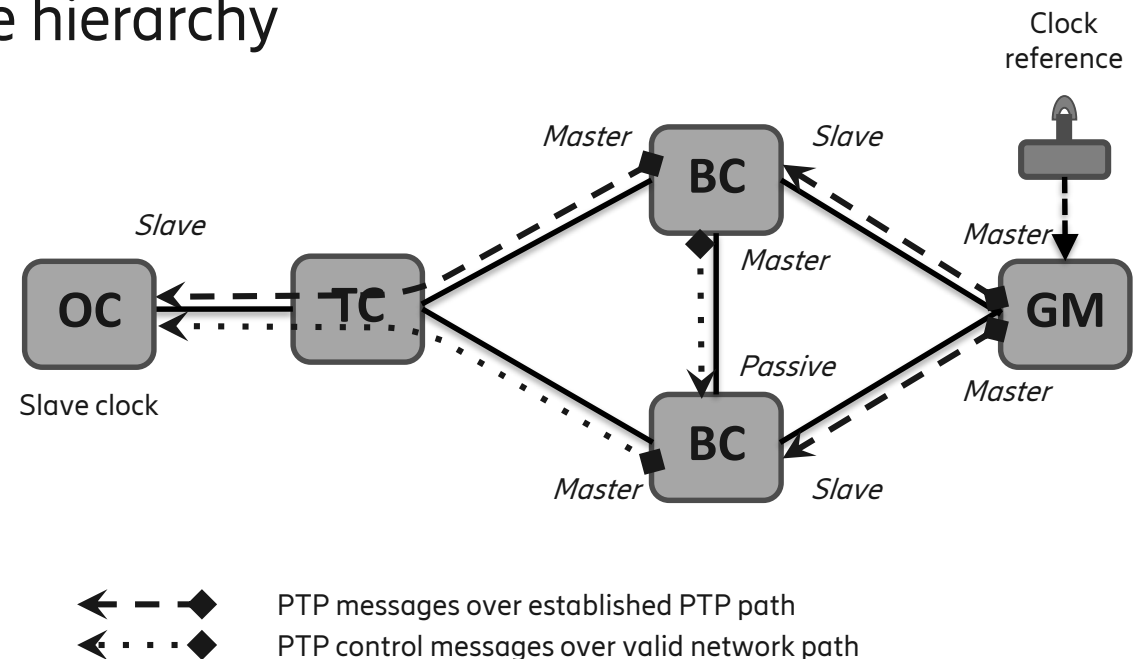 e hierarchy
Clock
reference
Master
BC
Slave
Slave
Master
Master
OC
TC
GM
Passive
Master
Slave clock
BC
Master
Slave
PTP messages over established PTP path
PTP control messages over valid network path